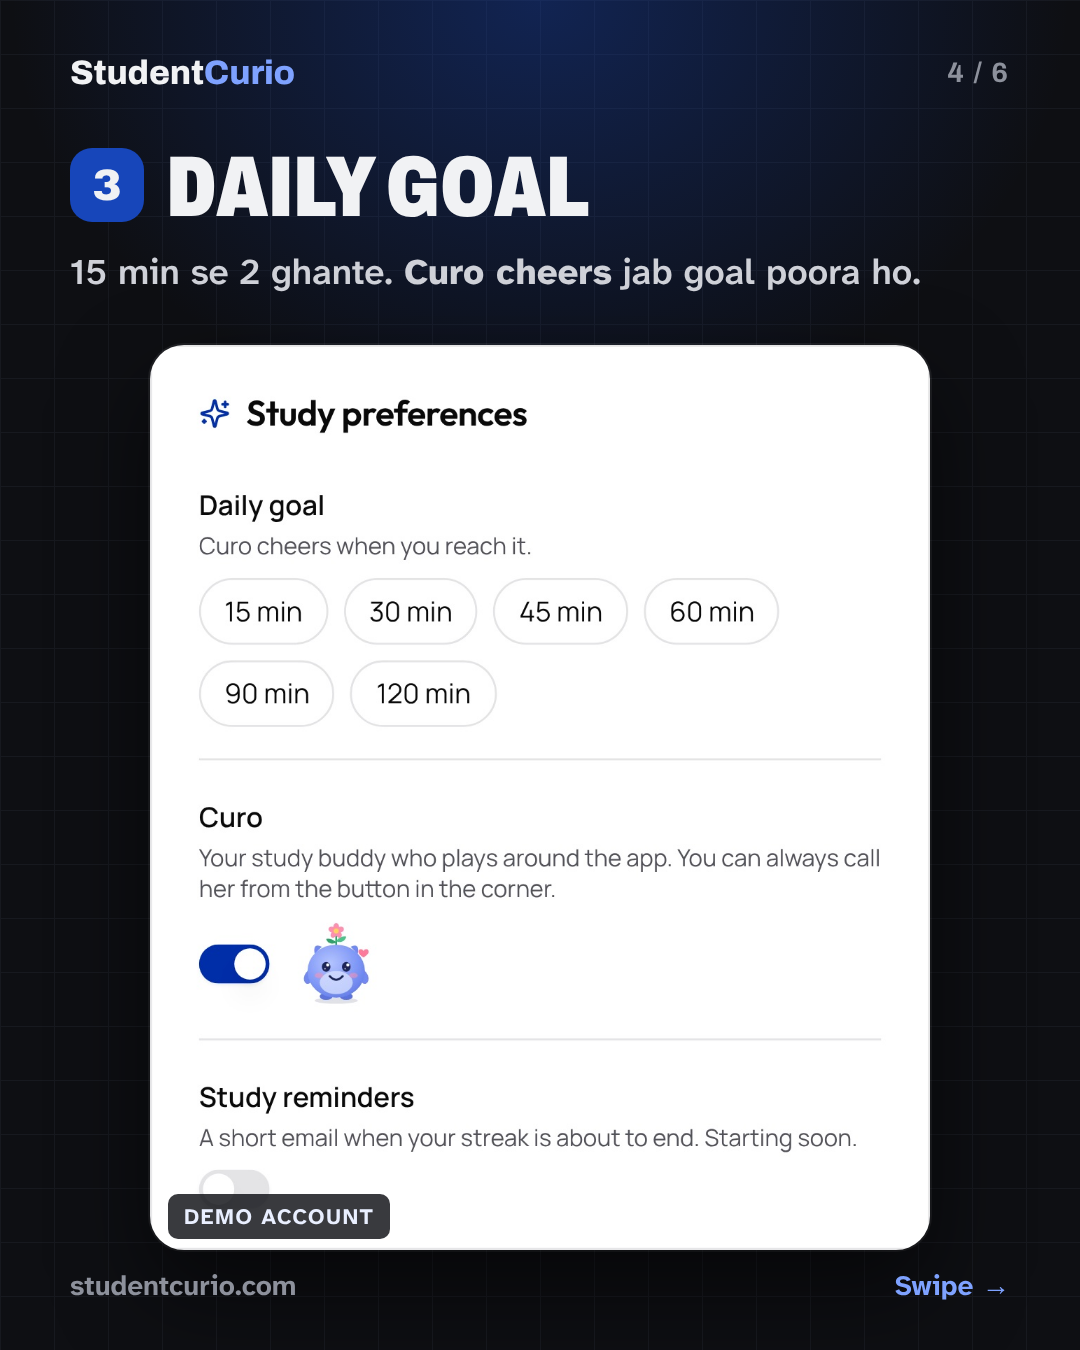 StudentCurio
4 / 6
3 DAILY GOAL
15 min se 2 ghante. Curo cheers jab goal poora ho.
Study preferences
Daily goal
Curo cheers when you reach it.
15 min 30 min 45 min 60 min
90 min 120 min
Curo
Your study buddy who plays around the app. You can always call
her from the button in the corner.
Study reminders
A short email when your streak is about to end. Starting soon.
DEMO ACCOUNT
studentcurio.com
Swipe →